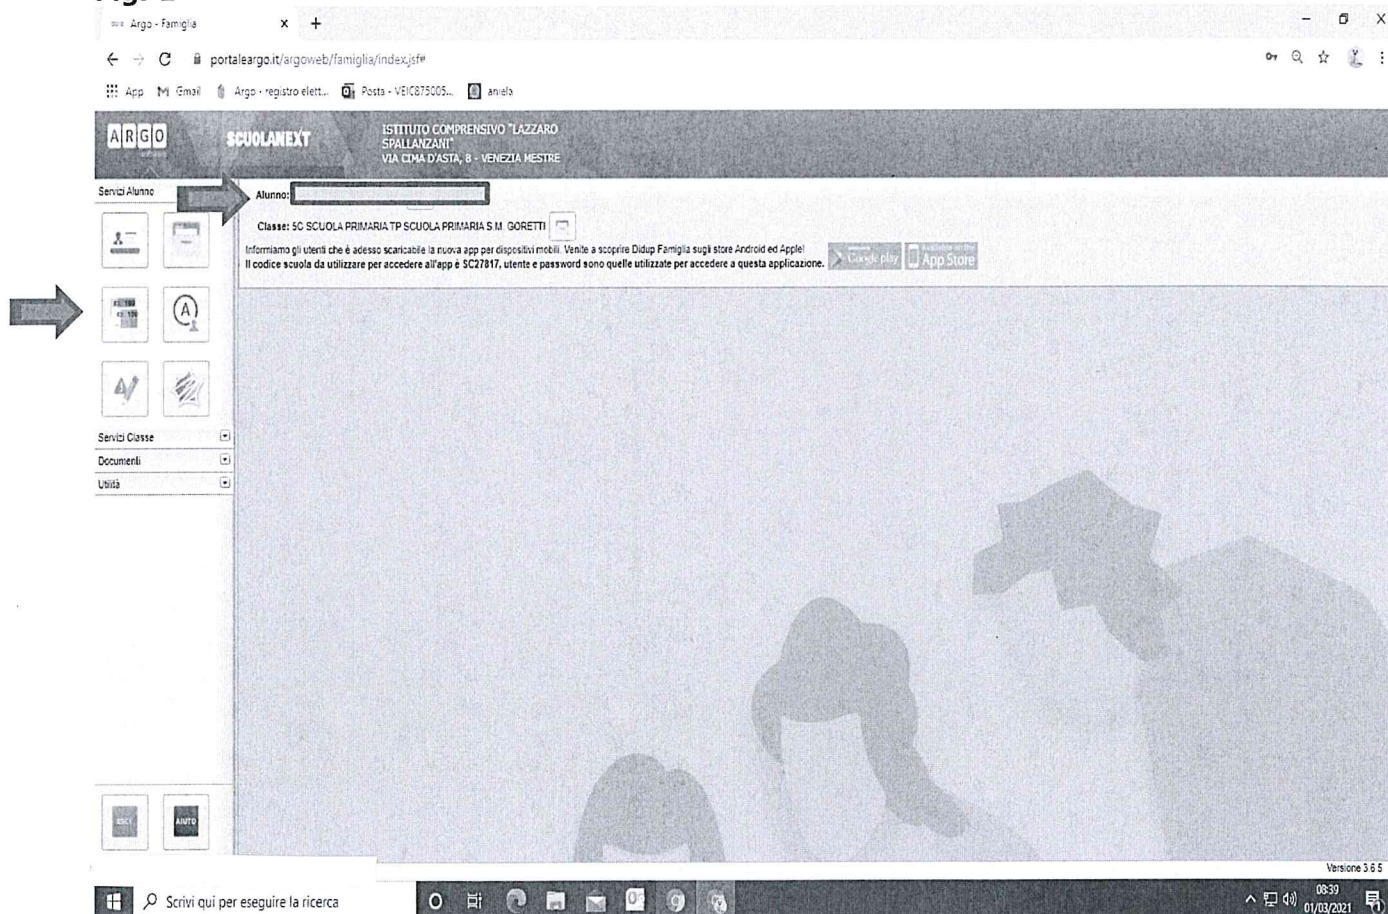 Argo - Famiglia
portaleargo.it/argoweb/famiglia/index.jsf#
App Gmail Argo - registro elett... Posta - VEIC875005... aniela
ARGO SCUOLANEXT
ISTITUTO COMPRENSIVO "LAZZARO
SPALLANZANI"
VIA CIMA D'ASTA, 8 - VENEZIA MESTRE
Servizi Alunno
Alunno:
Classe: 5C SCUOLA PRIMARIA TP SCUOLA PRIMARIA S.M. GORETTI
Informiamo gli utenti che è adesso scaricabile la nuova app per dispositivi mobili. Venite a scoprire Didup Famiglia sugli store Android ed Apple!
Il codice scuola da utilizzare per accedere all'app è SC27817, utente e password sono quelle utilizzate per accedere a questa applicazione.
Google play
Available on the
App Store
A
Servizi Classe
Documenti
Utilità
ESCI AIUTO
Versione 3.6.5
Scrivi qui per eseguire la ricerca
08:39
01/03/2021